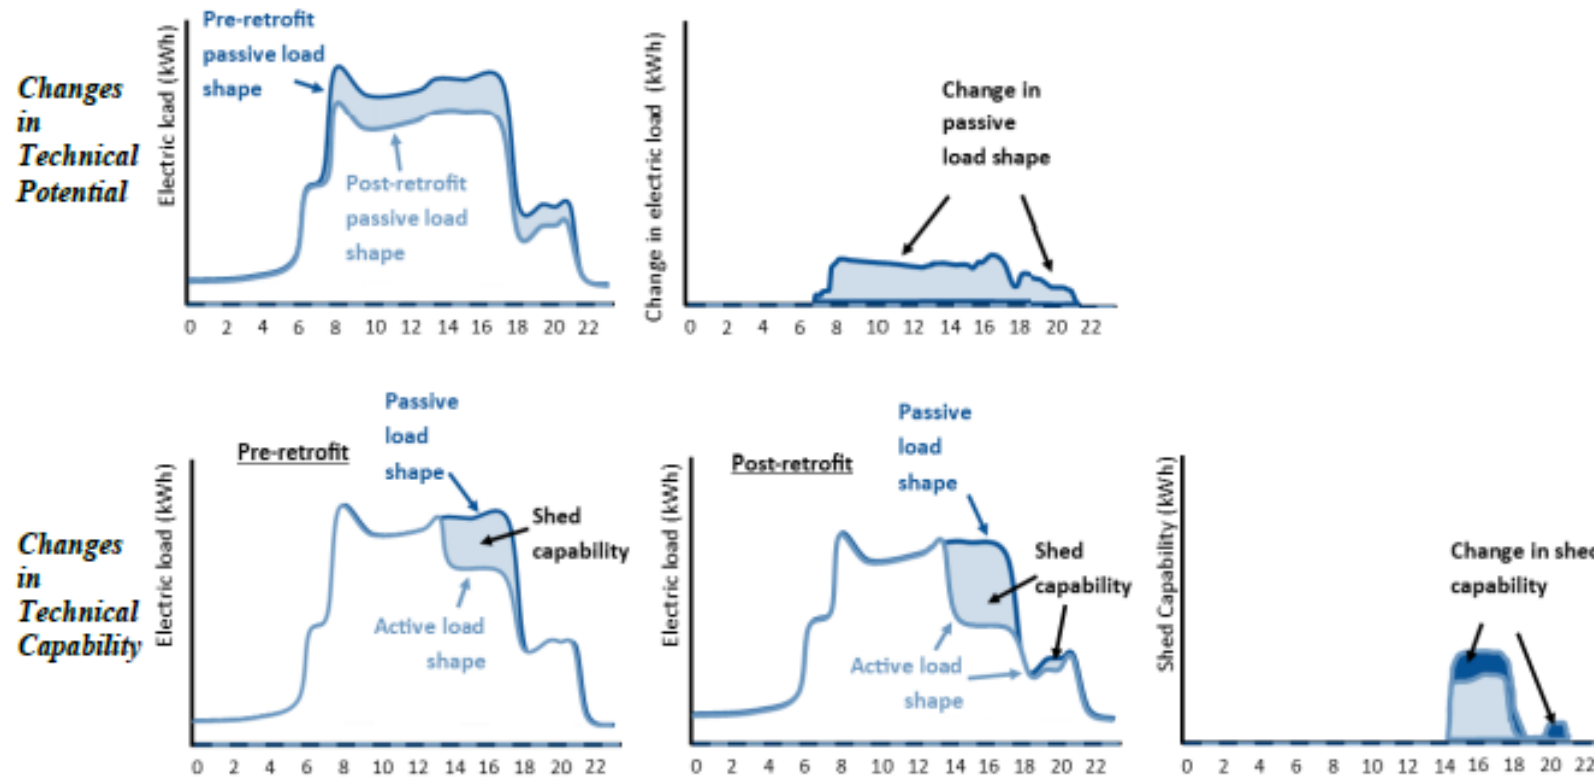 Changes
in
Technical
Potential
Electric load (kWh)
Pre-retrofit
passive load
shape
Post-retrofit
passive load
shape
0 2 4 6 8 10 12 14 16 18 20 22
Change in electric load (kWh)
Change in
passive
load shape
0 2 4 6 8 10 12 14 16 18 20 22
Changes
in
Technical
Capability
Electric load (kWh)
Pre-retrofit
Passive
load
shape
Shed
capability
Active load
shape
0 2 4 6 8 10 12 14 16 18 20 22
Electric load (kWh)
Post-retrofit
Passive
load
shape
Shed
capability
Active load
shape
0 2 4 6 8 10 12 14 16 18 20 22
Shed Capability (kWh)
Change in shed
capability
0 2 4 6 8 10 12 14 16 18 20 22